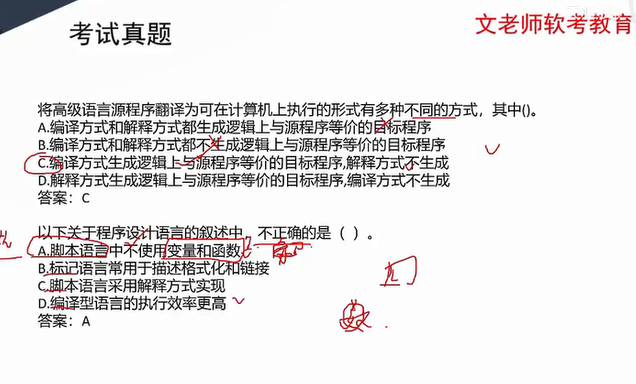 考试真题
文老师软考教育
将高级语言源程序翻译为可在计算机上执行的形式有多种不同的方式，其中()。
A.编译方式和解释方式都生成逻辑上与源程序等价的目标程序
B.编译方式和解释方式都不生成逻辑上与源程序等价的目标程序
C.编译方式生成逻辑上与源程序等价的目标程序,解释方式不生成
D.解释方式生成逻辑上与源程序等价的目标程序,编译方式不生成
答案：C
以下关于程序设计语言的叙述中，不正确的是（ ）。
A.脚本语言中不使用变量和函数
B.标记语言常用于描述格式化和链接
C.脚本语言采用解释方式实现
D.编译型语言的执行效率更高
答案：A